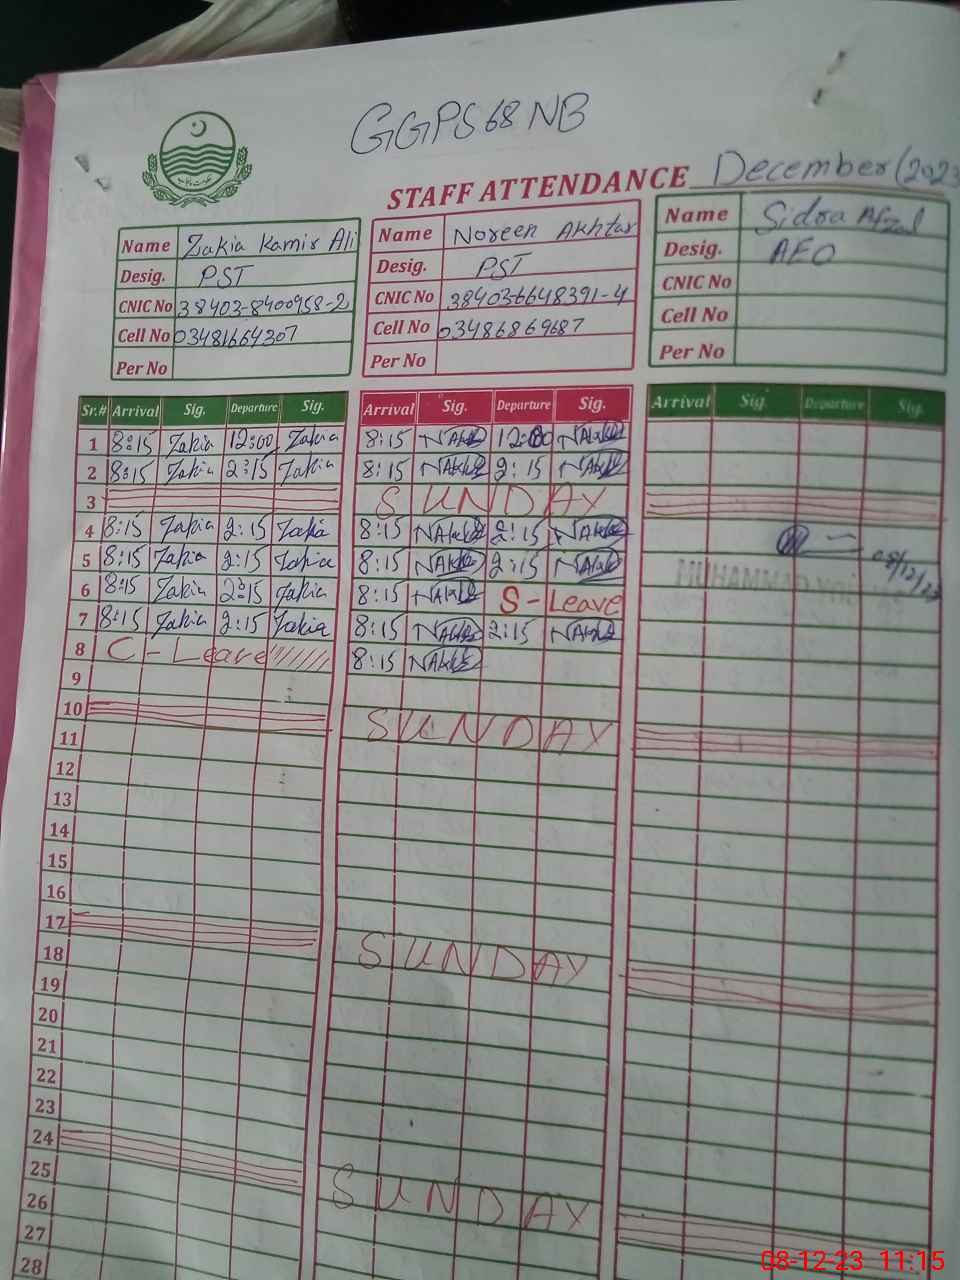 GGPS 68 NB
STAFF ATTENDANCE December (2023
Name Zakia Kamir Ali
Desig. PST
CNIC No 38403-8400958-2
Cell No 03481664307
Per No
Name Noreen Akhtar
Desig. PST
CNIC No 38403-6648391-4
Cell No 03486869687
Per No
Name Sidra Afzal
Desig. AEO
CNIC No
Cell No
Per No
Sr.# Arrival Sig. Departure Sig. Arrival Sig. Departure Sig. Arrival Sig. Departure Sig.
1 8:15 Zakia 12:00 Zakia 8:15 12:00
2 8:15 Zakia 2:15 Zakia 8:15 2:15
3 SUNDAY
4 8:15 Zakia 2:15 Zakia 8:15 2:15
5 8:15 Zakia 2:15 Zakia 8:15 2:15 08/12/23
6 8:15 Zakia 2:15 Zakia 8:15 S-Leave
7 8:15 Zakia 2:15 Zakia 8:15 2:15
8 C-Leave 8:15
9
10 SUNDAY
11
12
13
14
15
16
17 SUNDAY
18
19
20
21
22
23
24 SUNDAY
25
26
27
28
08-12-23 11:15